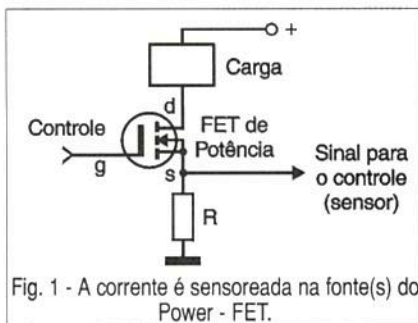 +
Carga
d
Controle
FET de
Potência
g
s
Sinal para
o controle
(sensor)
R
Fig. 1 - A corrente é sensoreada na fonte(s) do
Power - FET.